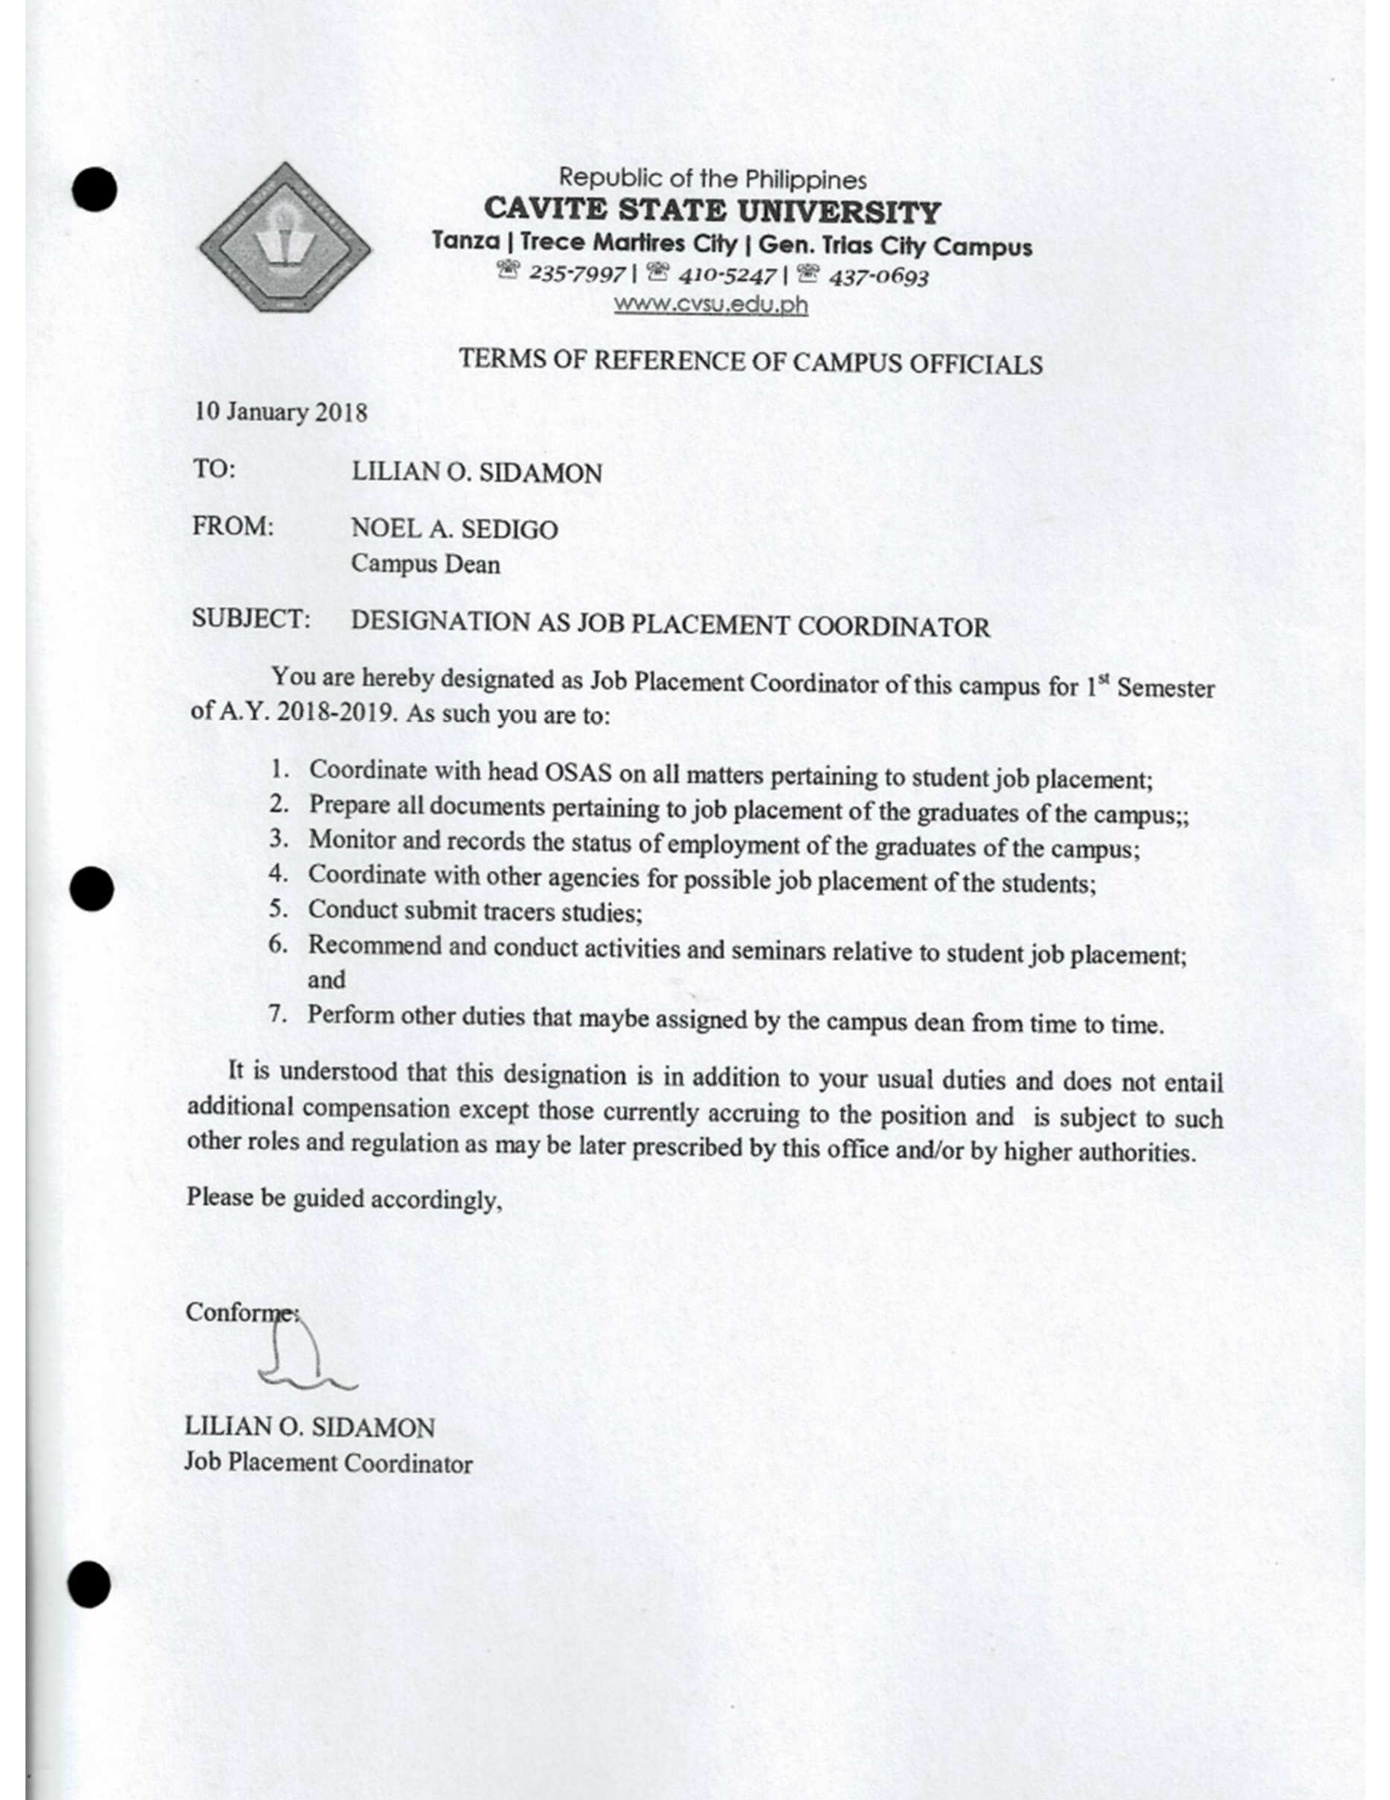 Republic of the Philippines
CAVITE STATE UNIVERSITY
Tanza | Trece Martires City | Gen. Trias City Campus
☏ 235-7997 | ☏ 410-5247 | ☏ 437-0693
www.cvsu.edu.ph
TERMS OF REFERENCE OF CAMPUS OFFICIALS
10 January 2018
TO: LILIAN O. SIDAMON
FROM: NOEL A. SEDIGO
Campus Dean
SUBJECT: DESIGNATION AS JOB PLACEMENT COORDINATOR
You are hereby designated as Job Placement Coordinator of this campus for 1st Semester
of A.Y. 2018-2019. As such you are to:
1. Coordinate with head OSAS on all matters pertaining to student job placement;
2. Prepare all documents pertaining to job placement of the graduates of the campus;;
3. Monitor and records the status of employment of the graduates of the campus;
4. Coordinate with other agencies for possible job placement of the students;
5. Conduct submit tracers studies;
6. Recommend and conduct activities and seminars relative to student job placement;
and
7. Perform other duties that maybe assigned by the campus dean from time to time.
It is understood that this designation is in addition to your usual duties and does not entail
additional compensation except those currently accruing to the position and is subject to such
other roles and regulation as may be later prescribed by this office and/or by higher authorities.
Please be guided accordingly,
Conforme:
LILIAN O. SIDAMON
Job Placement Coordinator